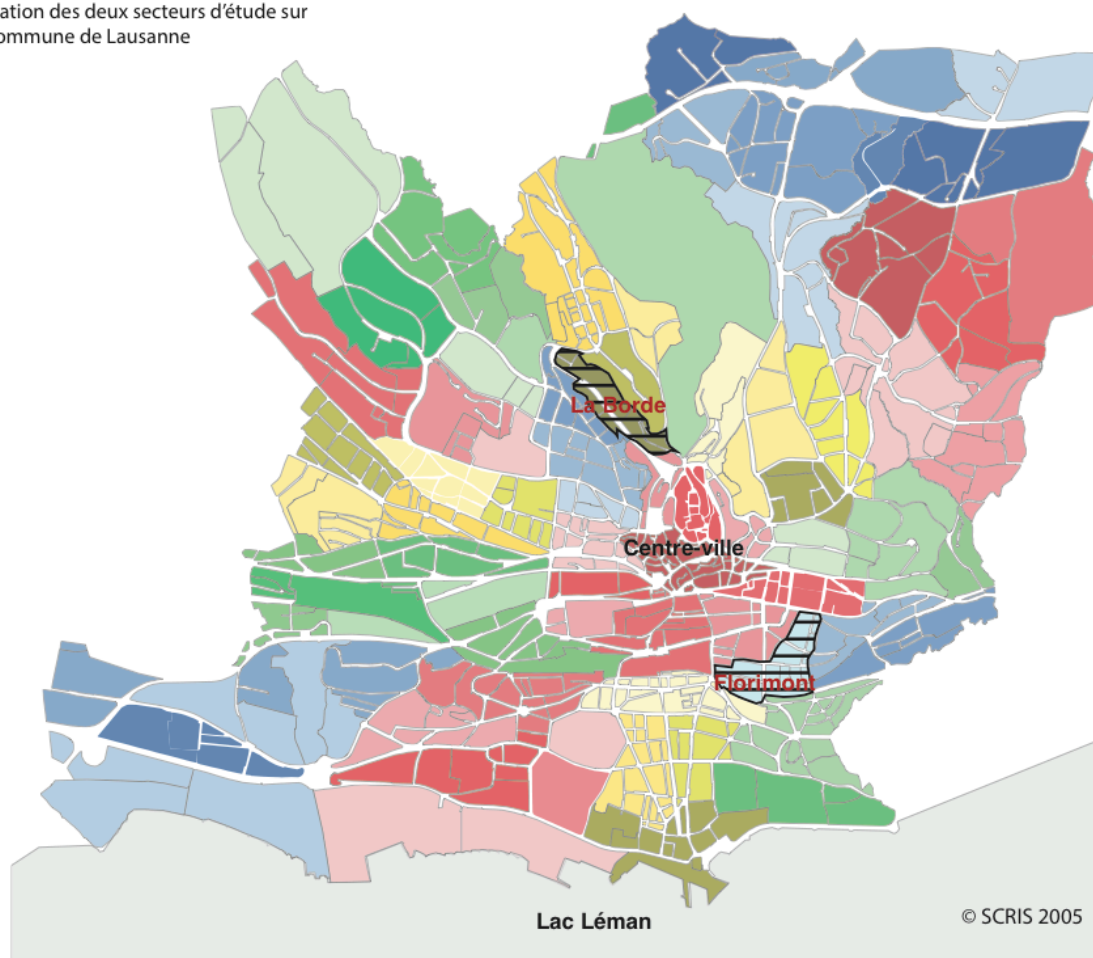 ation des deux secteurs d'étude sur
ommune de Lausanne
La Borde
Centre-ville
Florimont
Lac Léman
© SCRIS 2005